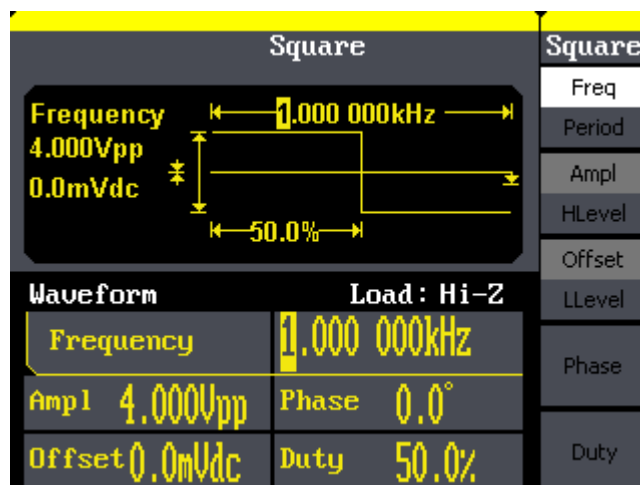 Square
Square
Frequency 1.000 000kHz
4.000Vpp
0.0mVdc
50.0%
Freq
Period
Ampl
HLevel
Offset
LLevel
Phase
Duty
Waveform Load: Hi-Z
Frequency 1.000 000kHz
Ampl 4.000Vpp Phase 0.0°
Offset 0.0mVdc Duty 50.0%